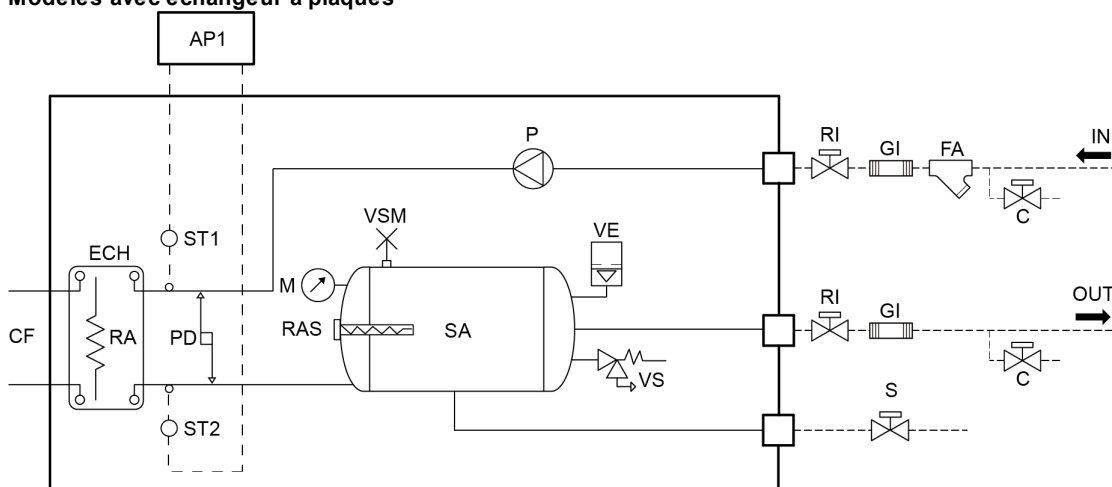 Modèles avec échangeur à plaques
AP1
P
RI
GI
FA
IN
C
ST1
VSM
VE
ECH
M
RI
GI
OUT
CF
RA
PD
RAS
SA
VS
C
S
ST2